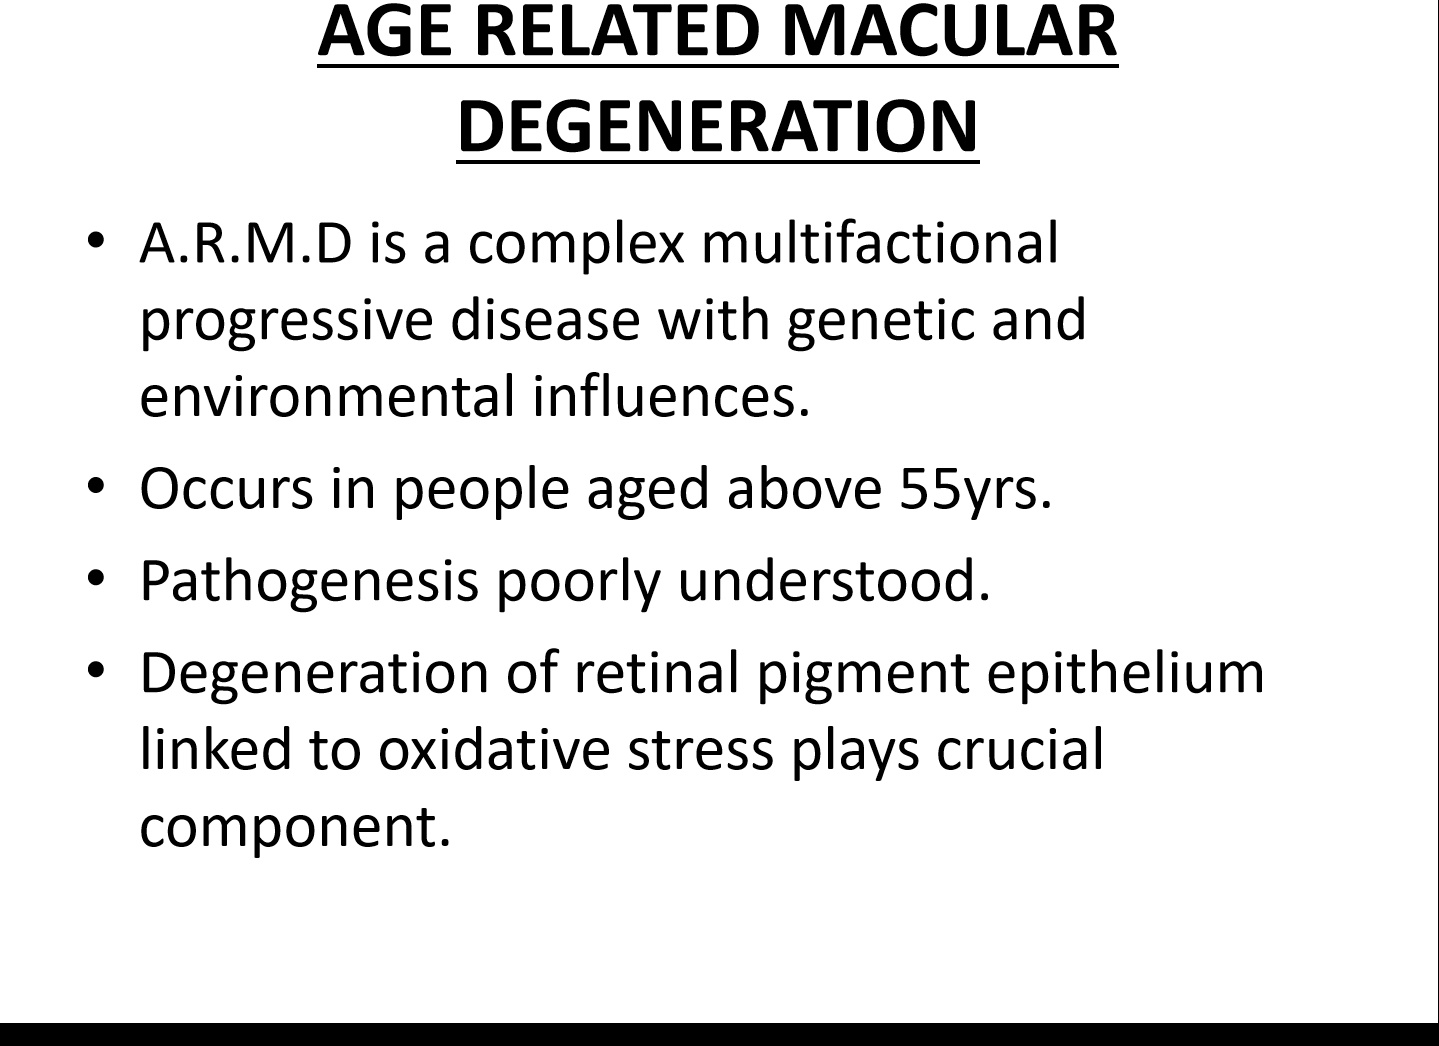 AGE RELATED MACULAR
DEGENERATION
• A.R.M.D is a complex multifactional
progressive disease with genetic and
environmental influences.
• Occurs in people aged above 55yrs.
• Pathogenesis poorly understood.
• Degeneration of retinal pigment epithelium
linked to oxidative stress plays crucial
component.